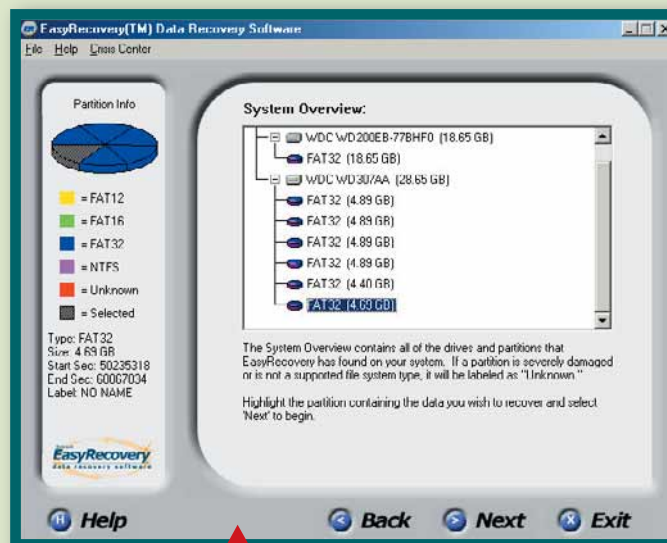 EasyRecovery(TM) Data Recovery Software
File Help Crisis Center
Partition Info
= FAT12
= FAT16
= FAT32
= NTFS
= Unknown
= Selected
Type: FAT32
Size: 4.69 GB
Start Sec: 50235318
End Sec: 60067034
Label: NO NAME
EasyRecovery
data recovery software
System Overview:
WDC WD200EB-77BHF0 (18.65 GB)
FAT32 (18.65 GB)
WDC WD307AA (28.65 GB)
FAT32 (4.89 GB)
FAT32 (4.89 GB)
FAT32 (4.89 GB)
FAT32 (4.89 GB)
FAT32 (4.40 GB)
FAT32 (4.69 GB)
The System Overview contains all of the drives and partitions that
EasyRecovery has found on your system. If a partition is severely damaged
or is not a supported file system type, it will be labeled as "Unknown."
Highlight the partition containing the data you wish to recover and select
'Next' to begin.
H Help
< Back
> Next
X Exit